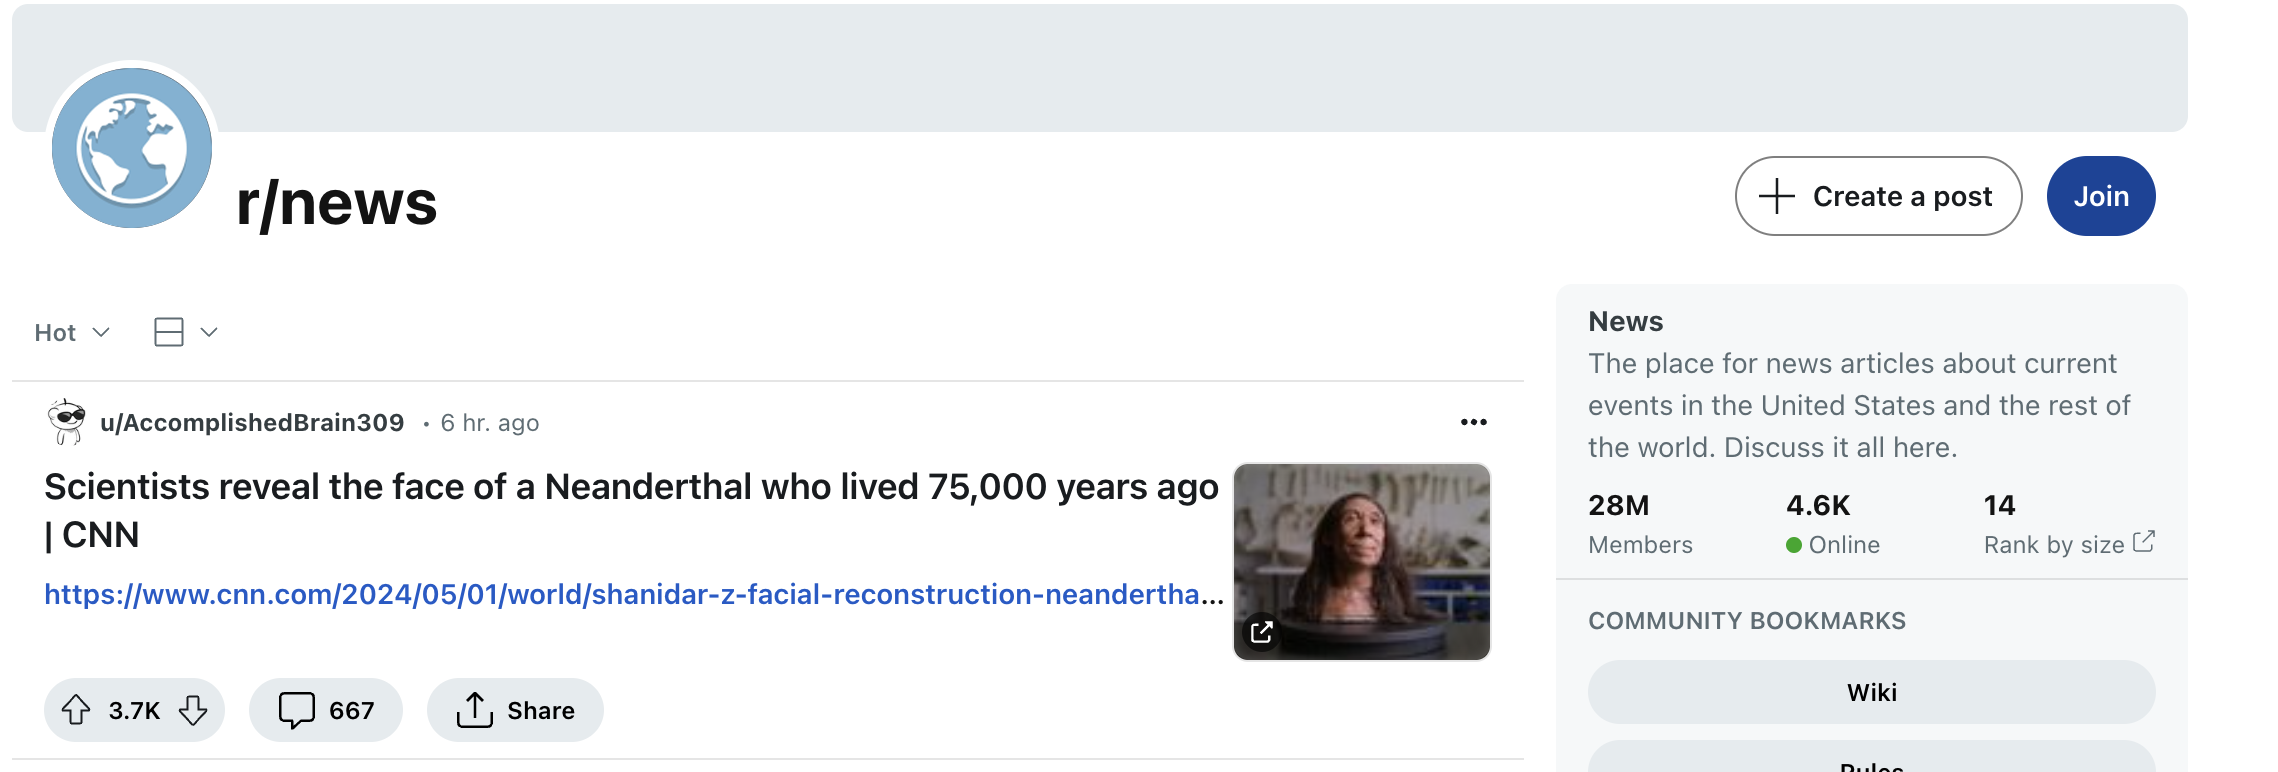 r/news
Create a post
Join
Hot
u/AccomplishedBrain309 • 6 hr. ago
Scientists reveal the face of a Neanderthal who lived 75,000 years ago
| CNN
https://www.cnn.com/2024/05/01/world/shanidar-z-facial-reconstruction-neandertha...
3.7K
667
Share
News
The place for news articles about current
events in the United States and the rest of
the world. Discuss it all here.
28M
Members
4.6K
Online
14
Rank by size
COMMUNITY BOOKMARKS
Wiki
Rules